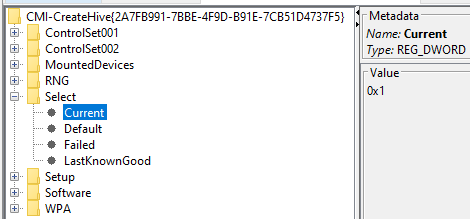 CMI-CreateHive{2A7FB991-7BBE-4F9D-B91E-7CB51D4737F5}
ControlSet001
ControlSet002
MountedDevices
RNG
Select
Current
Default
Failed
LastKnownGood
Setup
Software
WPA
Metadata
Name: Current
Type: REG_DWORD
Value
0x1